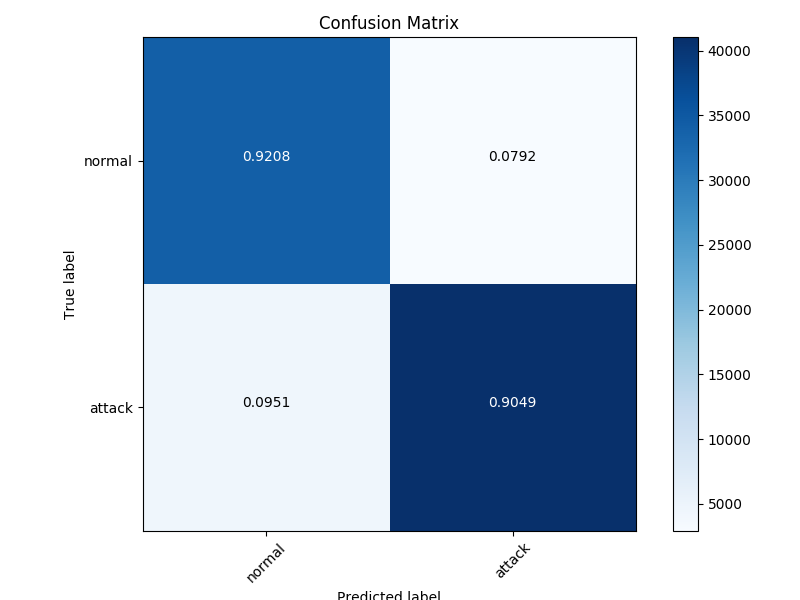 Confusion Matrix
normal
0.9208
0.0792
attack
0.0951
0.9049
True label
normal
attack
Predicted label
40000
35000
30000
25000
20000
15000
10000
5000